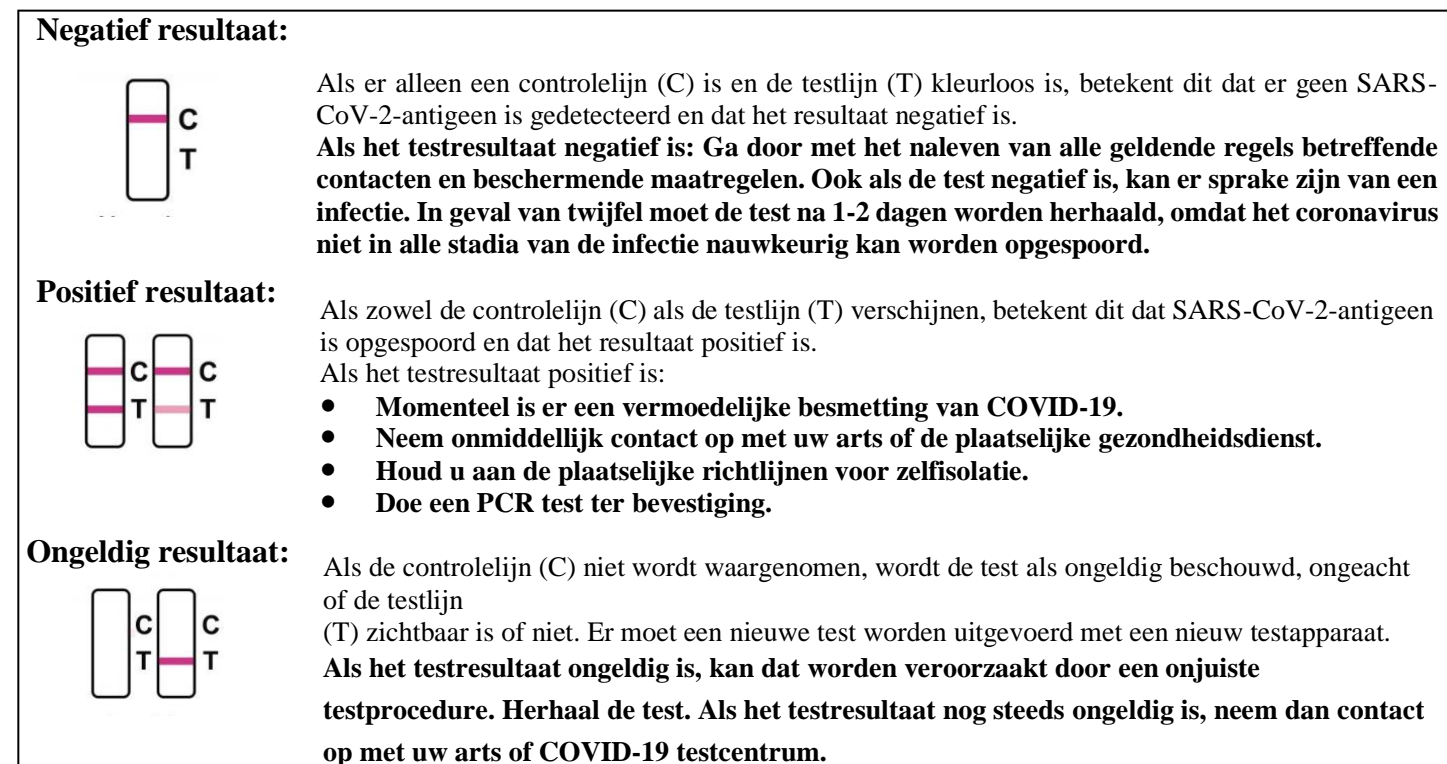 Negatief resultaat:
C
T
Als er alleen een controlelijn (C) is en de testlijn (T) kleurloos is, betekent dit dat er geen SARS-
CoV-2-antigeen is gedetecteerd en dat het resultaat negatief is.
Als het testresultaat negatief is: Ga door met het naleven van alle geldende regels betreffende
contacten en beschermende maatregelen. Ook als de test negatief is, kan er sprake zijn van een
infectie. In geval van twijfel moet de test na 1-2 dagen worden herhaald, omdat het coronavirus
niet in alle stadia van de infectie nauwkeurig kan worden opgespoord.
Positief resultaat:
C C
T T
Als zowel de controlelijn (C) als de testlijn (T) verschijnen, betekent dit dat SARS-CoV-2-antigeen
is opgespoord en dat het resultaat positief is.
Als het testresultaat positief is:
• Momenteel is er een vermoedelijke besmetting van COVID-19.
• Neem onmiddellijk contact op met uw arts of de plaatselijke gezondheidsdienst.
• Houd u aan de plaatselijke richtlijnen voor zelfisolatie.
• Doe een PCR test ter bevestiging.
Ongeldig resultaat:
C C
T T
Als de controlelijn (C) niet wordt waargenomen, wordt de test als ongeldig beschouwd, ongeacht
of de testlijn
(T) zichtbaar is of niet. Er moet een nieuwe test worden uitgevoerd met een nieuw testapparaat.
Als het testresultaat ongeldig is, kan dat worden veroorzaakt door een onjuiste
testprocedure. Herhaal de test. Als het testresultaat nog steeds ongeldig is, neem dan contact
op met uw arts of COVID-19 testcentrum.